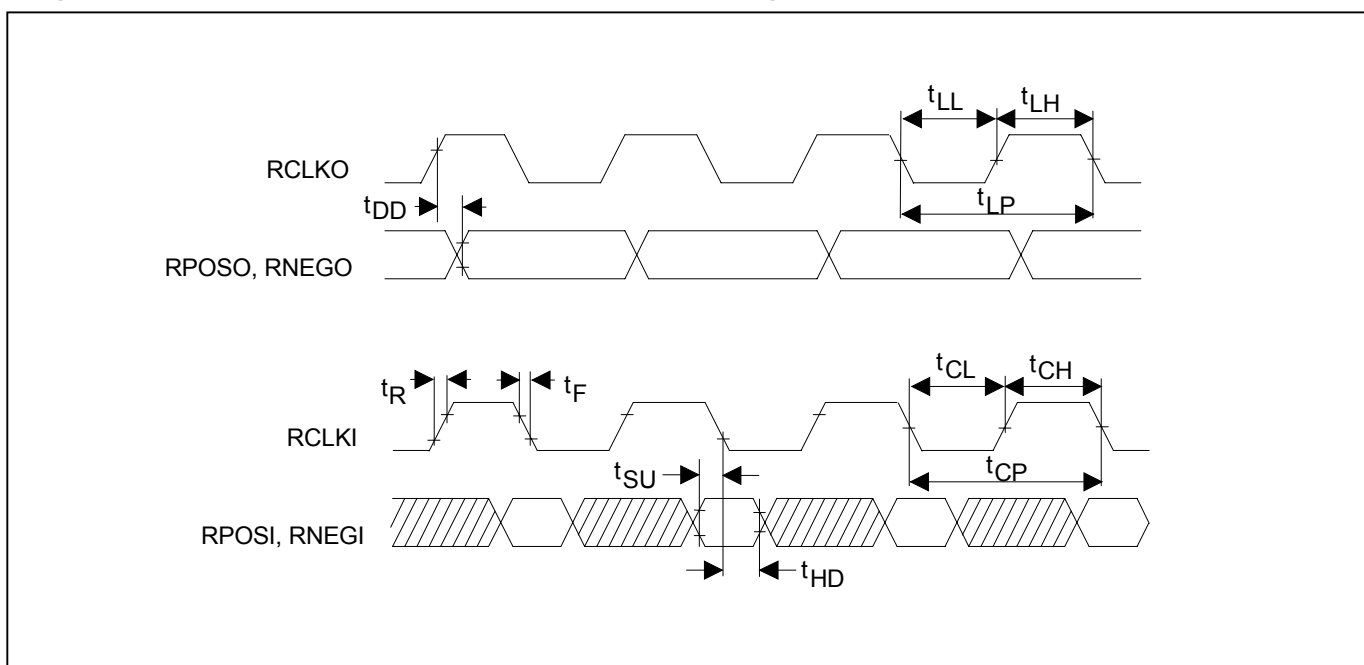 tLL
tLH
RCLKO
tDD
tLP
RPOSO, RNEGO
tCL
tCH
tR
tF
RCLKI
tSU
tCP
RPOSI, RNEGI
tHD